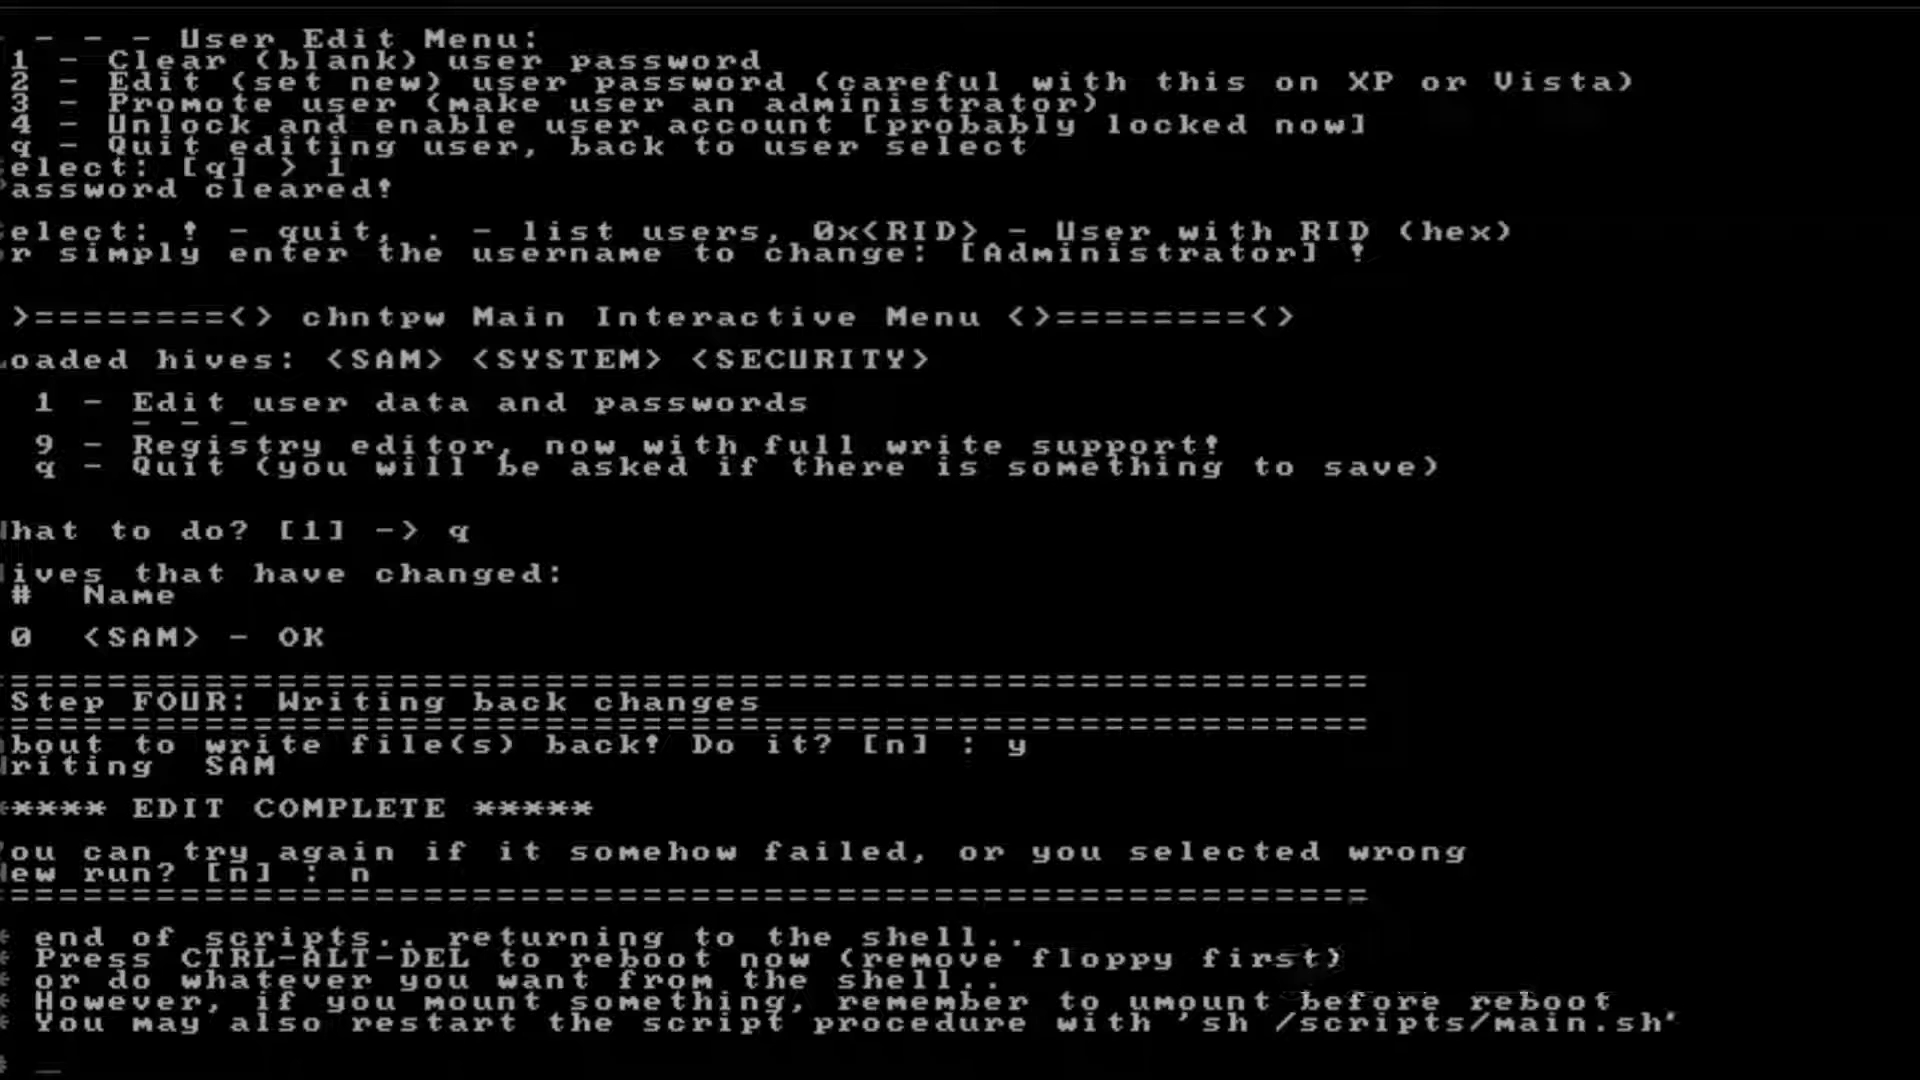 - - - User Edit Menu:
1 - Clear (blank) user password
2 - Edit (set new) user password (careful with this on XP or Vista)
3 - Promote user (make user an administrator)
4 - Unlock and enable user account [probably locked now]
q - Quit editing user, back to user select
elect: [q] > 1
assword cleared!
elect: ! - quit, . - list users, 0x<RID> - User with RID (hex)
r simply enter the username to change: [Administrator] !
>========<> chntpw Main Interactive Menu <>========<>
oaded hives: <SAM> <SYSTEM> <SECURITY>
1 - Edit user data and passwords
- - -
9 - Registry editor, now with full write support!
q - Quit (you will be asked if there is something to save)
hat to do? [1] -> q
ives that have changed:
# Name
0 <SAM> - OK
========================================================
Step FOUR: Writing back changes
========================================================
bout to write file(s) back! Do it? [n] : y
riting SAM
**** EDIT COMPLETE *****
ou can try again if it somehow failed, or you selected wrong
ew run? [n] : n
========================================================
* end of scripts.. returning to the shell..
* Press CTRL-ALT-DEL to reboot now (remove floppy first)
* or do whatever you want from the shell..
* However, if you mount something, remember to umount before reboot
* You may also restart the script procedure with 'sh /scripts/main.sh'
# _